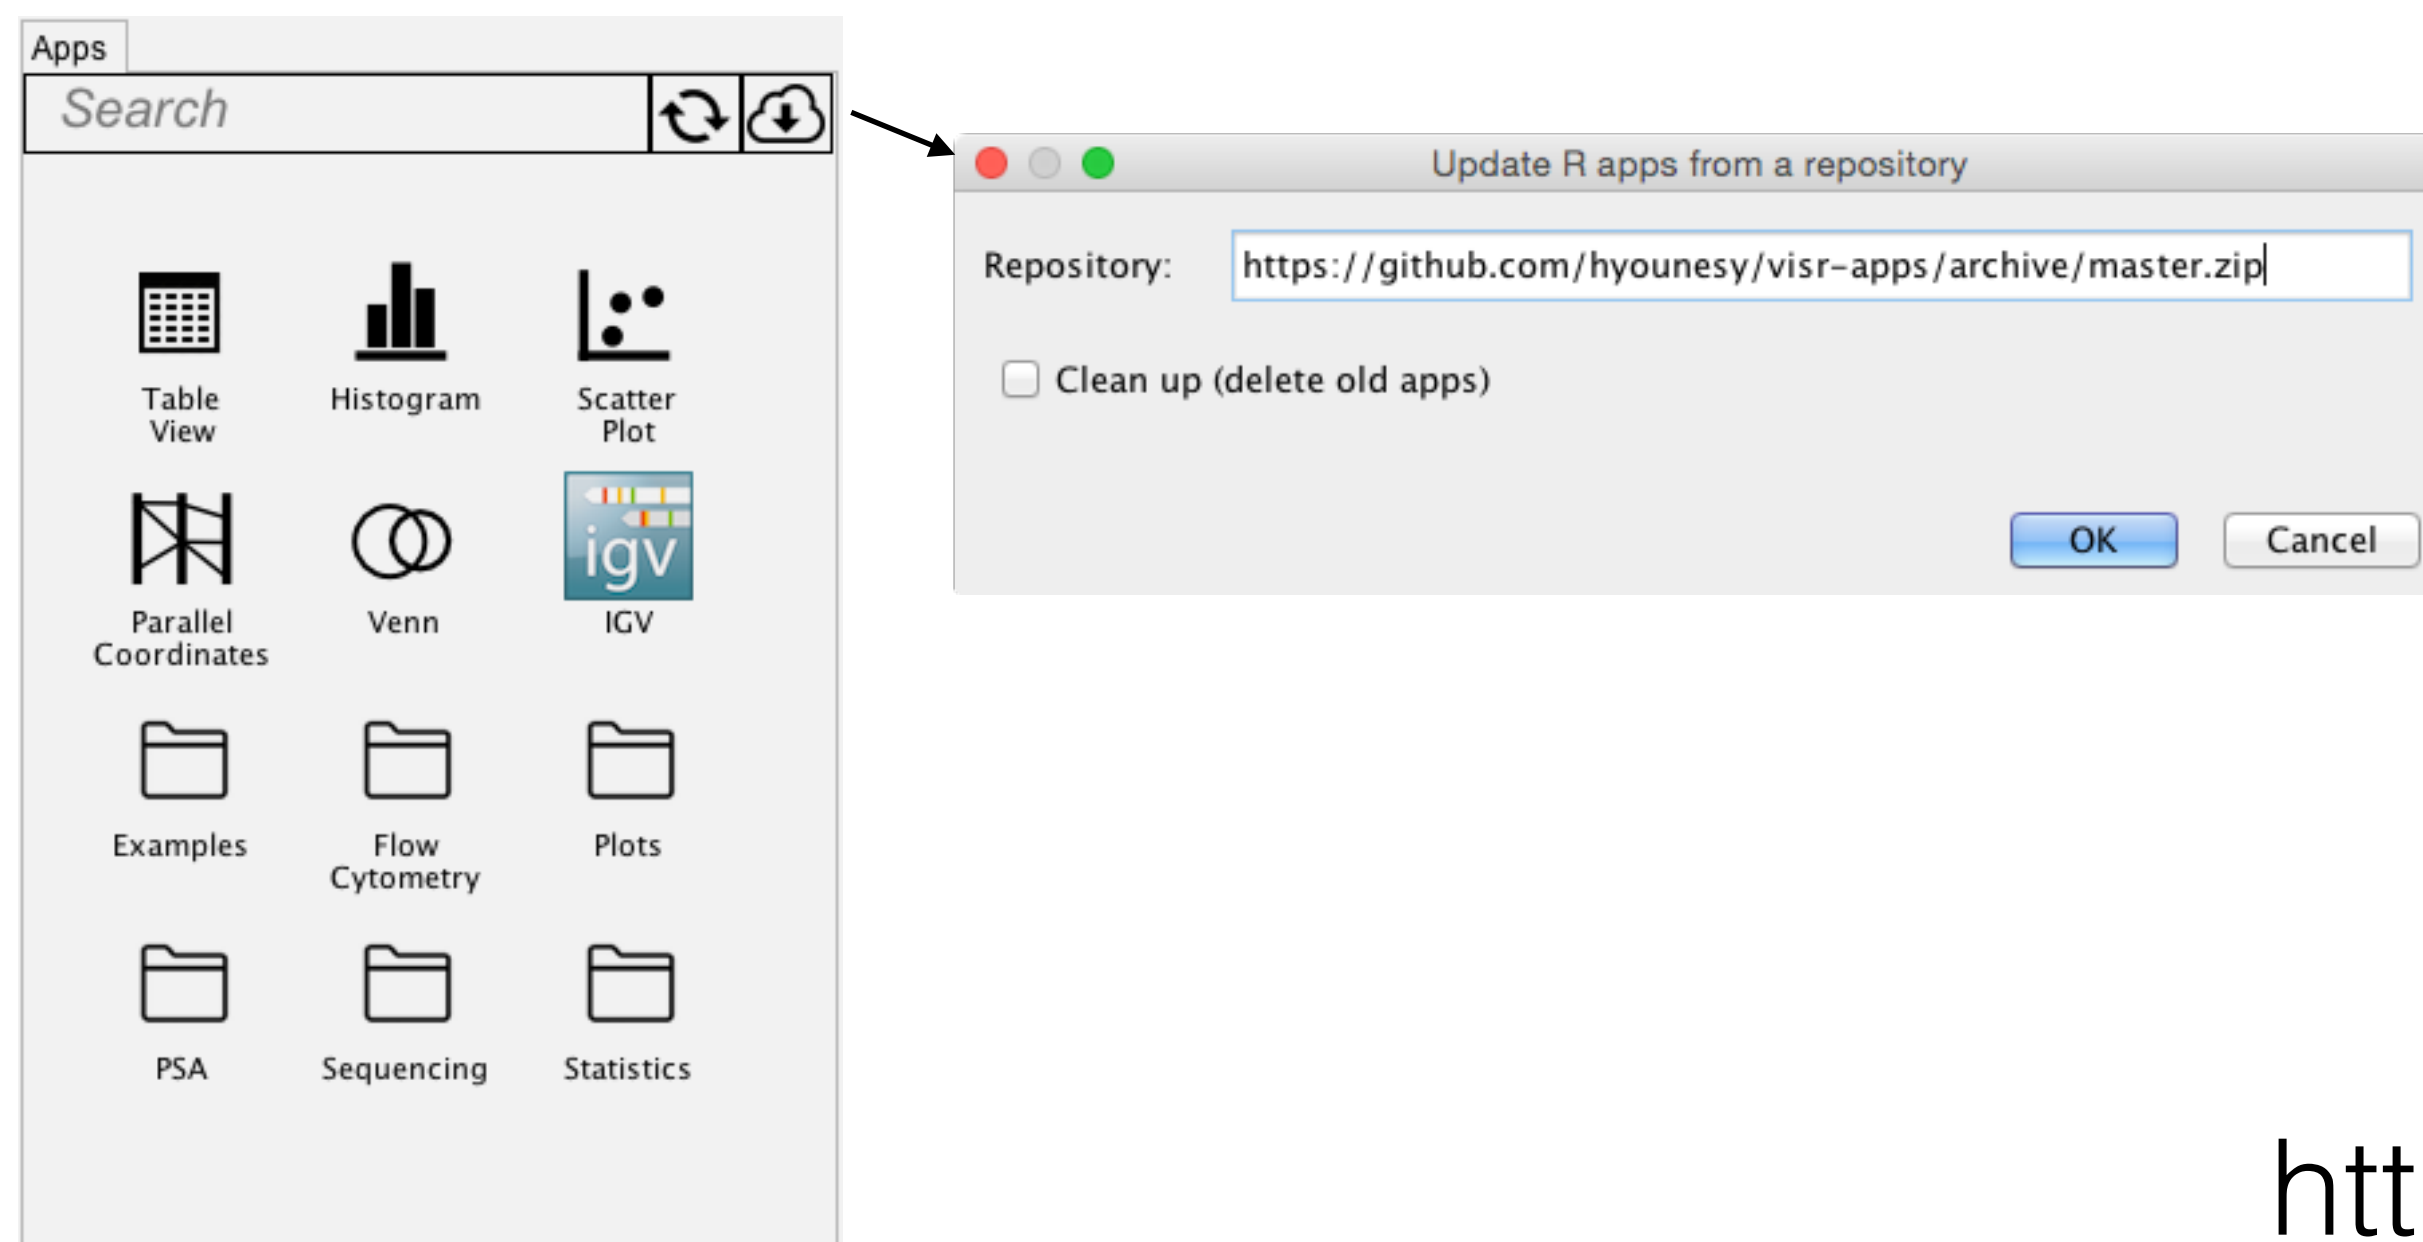 Apps
Search
Update R apps from a repository
Repository: https://github.com/hyounesy/visr-apps/archive/master.zip
Clean up (delete old apps)
OK Cancel
Table Histogram Scatter
View Plot
igv
Parallel Venn IGV
Coordinates
Examples Flow Plots
Cytometry
PSA Sequencing Statistics
htt